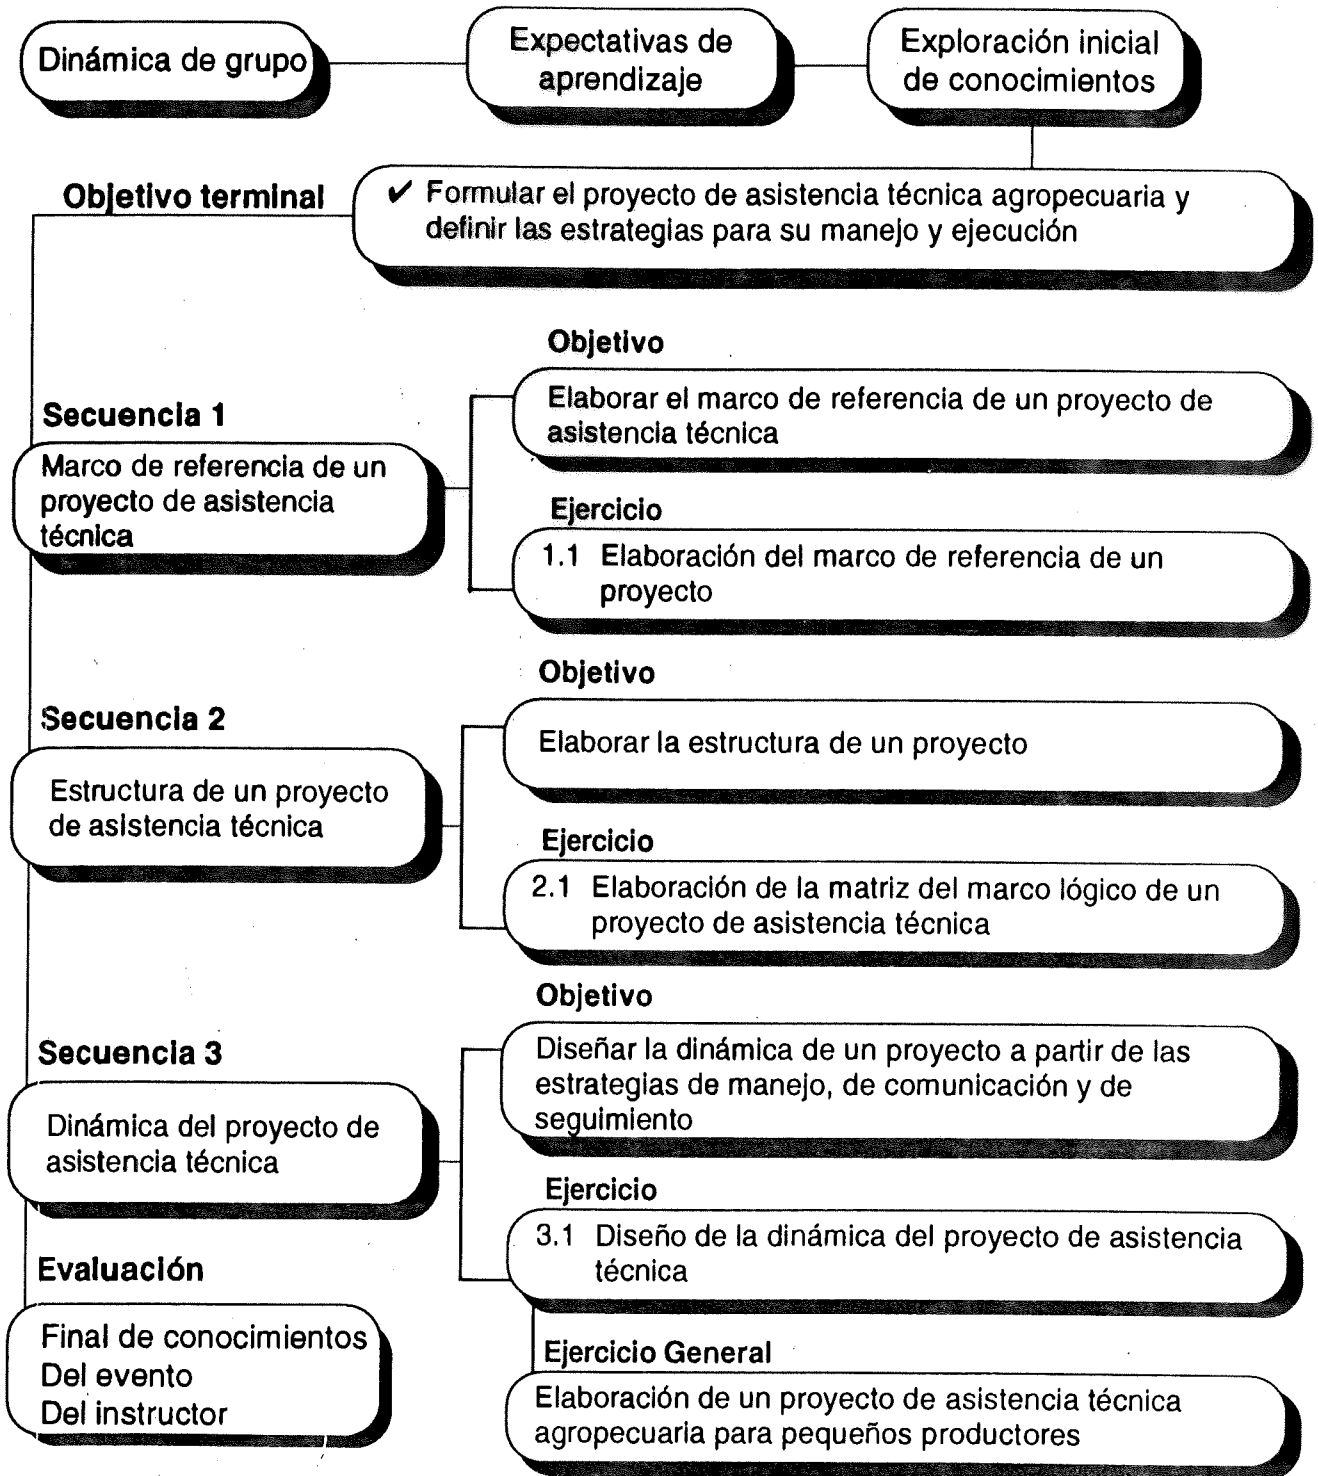 Dinámica de grupo
Expectativas de
aprendizaje
Exploración inicial
de conocimientos
Objetivo terminal
✔ Formular el proyecto de asistencia técnica agropecuaria y
definir las estrategias para su manejo y ejecución
Secuencia 1
Marco de referencia de un
proyecto de asistencia
técnica
Objetivo
Elaborar el marco de referencia de un proyecto de
asistencia técnica
Ejercicio
1.1 Elaboración del marco de referencia de un
proyecto
Secuencia 2
Estructura de un proyecto
de asistencia técnica
Objetivo
Elaborar la estructura de un proyecto
Ejercicio
2.1 Elaboración de la matriz del marco lógico de un
proyecto de asistencia técnica
Secuencia 3
Dinámica del proyecto de
asistencia técnica
Objetivo
Diseñar la dinámica de un proyecto a partir de las
estrategias de manejo, de comunicación y de
seguimiento
Ejercicio
3.1 Diseño de la dinámica del proyecto de asistencia
técnica
Ejercicio General
Elaboración de un proyecto de asistencia técnica
agropecuaria para pequeños productores
Evaluación
Final de conocimientos
Del evento
Del instructor